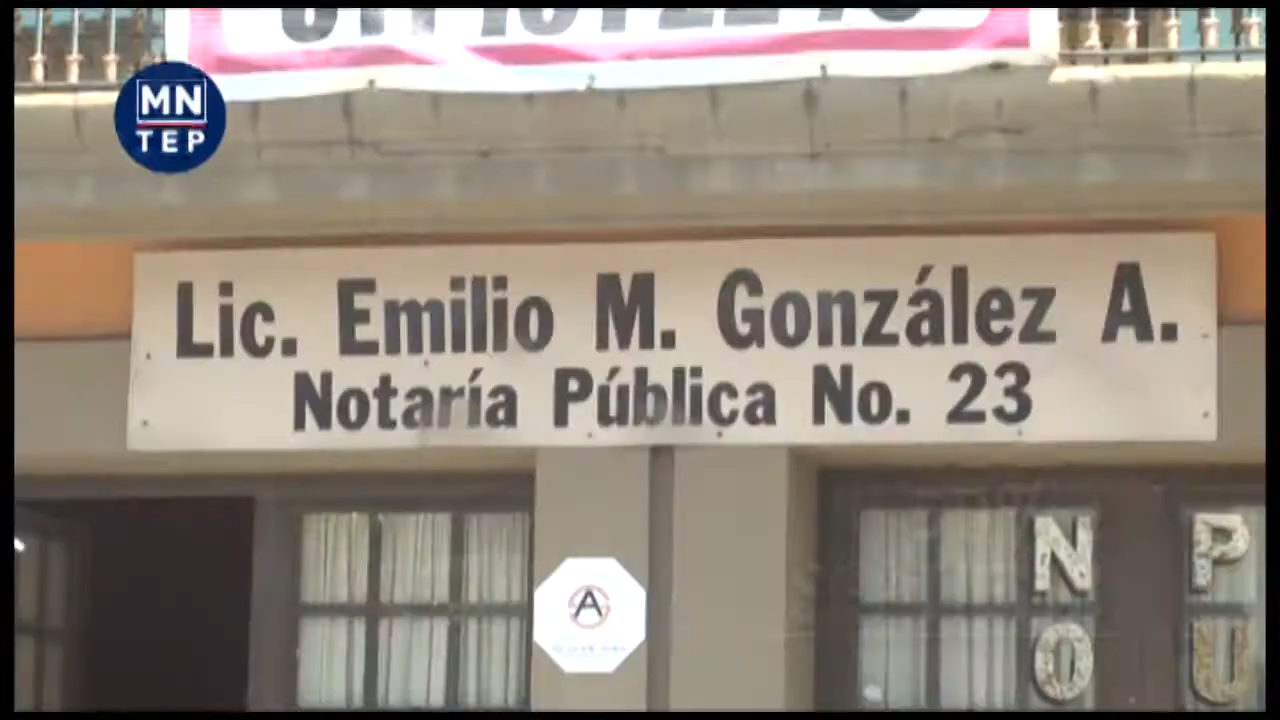 MN
TEP
Lic. Emilio M. González A.
Notaría Pública No. 23
A
N P
O U